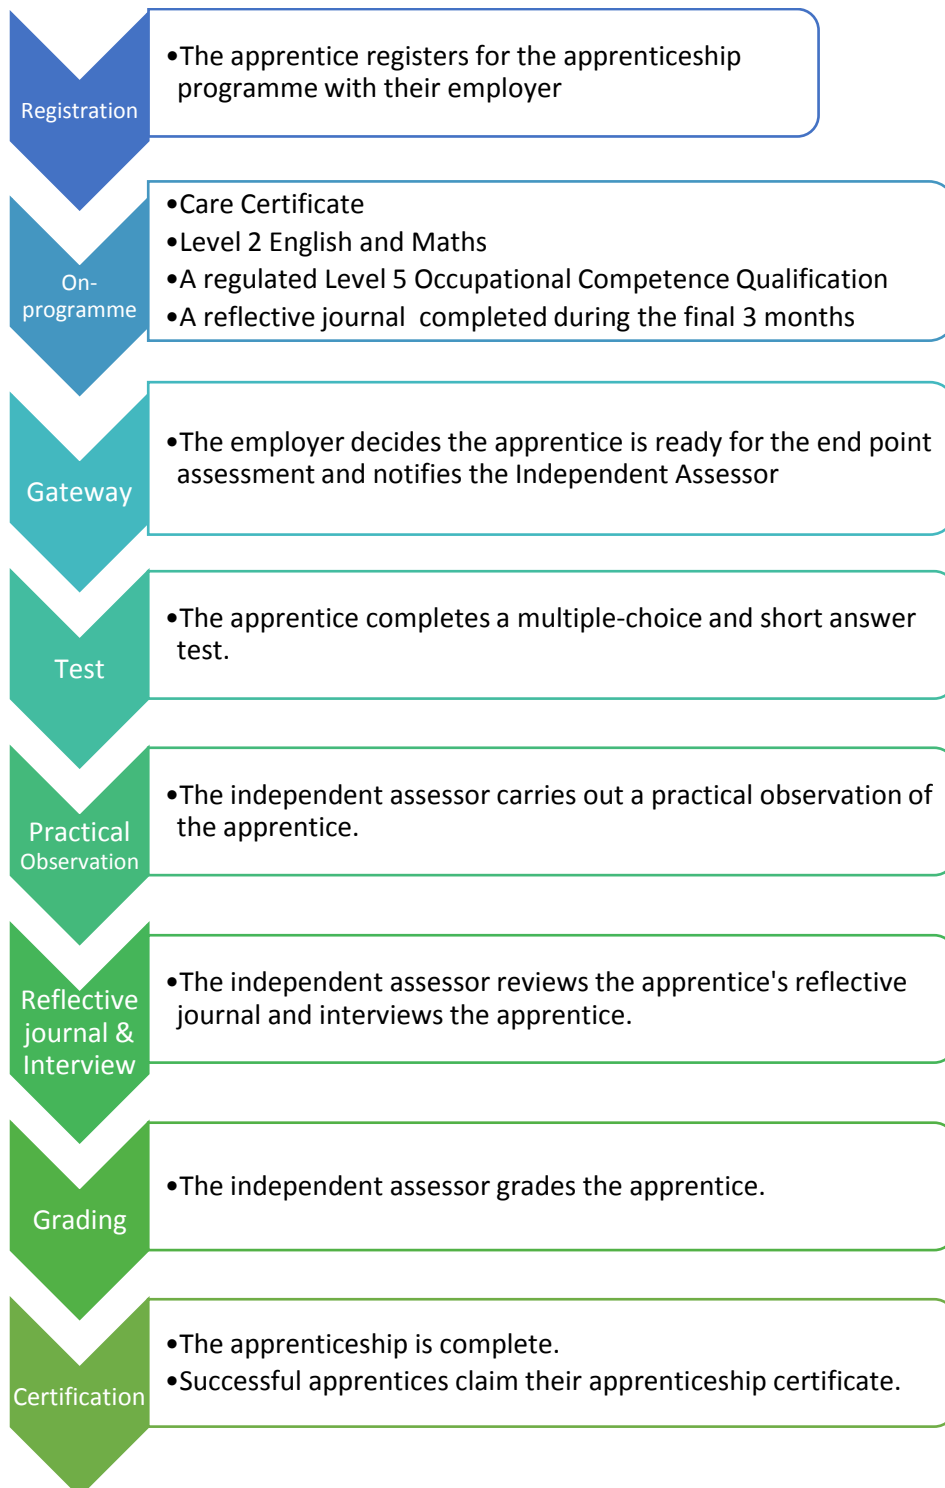 Registration
•The apprentice registers for the apprenticeship
programme with their employer
On-
programme
•Care Certificate
•Level 2 English and Maths
•A regulated Level 5 Occupational Competence Qualification
•A reflective journal  completed during the final 3 months
Gateway
•The employer decides the apprentice is ready for the end point
assessment and notifies the Independent Assessor
Test
•The apprentice completes a multiple-choice and short answer
test.
Practical
Observation
•The independent assessor carries out a practical observation of
the apprentice.
Reflective
journal &
Interview
•The independent assessor reviews the apprentice's reflective
journal and interviews the apprentice.
Grading
•The independent assessor grades the apprentice.
Certification
•The apprenticeship is complete.
•Successful apprentices claim their apprenticeship certificate.